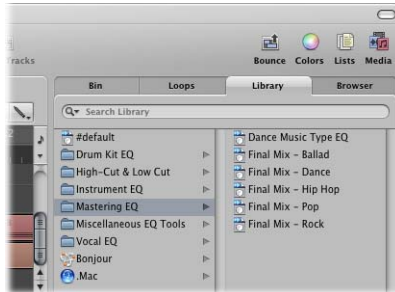 Tracks
Bounce Colors Lists Media
Bin Loops Library Browser
Search Library
#default
Drum Kit EQ
High-Cut & Low Cut
Instrument EQ
Mastering EQ
Miscellaneous EQ Tools
Vocal EQ
Bonjour
.Mac
Dance Music Type EQ
Final Mix – Ballad
Final Mix – Dance
Final Mix – Hip Hop
Final Mix – Pop
Final Mix – Rock